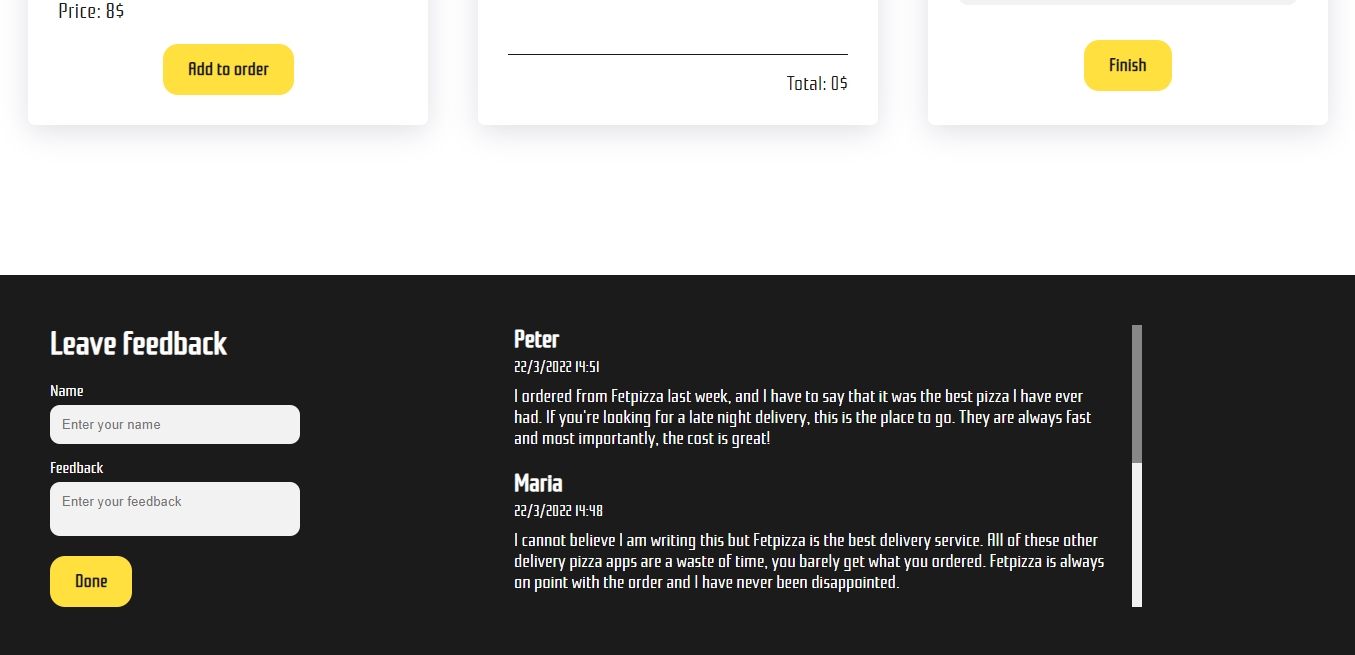 Price: 8$
Add to order
Total: 0$
Finish
Leave feedback
Name
Enter your name
Feedback
Enter your feedback
Done
Peter
22/3/2022 14:51
I ordered from Fetpizza last week, and I have to say that it was the best pizza I have ever
had. If you're looking for a late night delivery, this is the place to go. They are always fast
and most importantly, the cost is great!
Maria
22/3/2022 14:48
I cannot believe I am writing this but Fetpizza is the best delivery service. All of these other
delivery pizza apps are a waste of time, you barely get what you ordered. Fetpizza is always
on point with the order and I have never been disappointed.